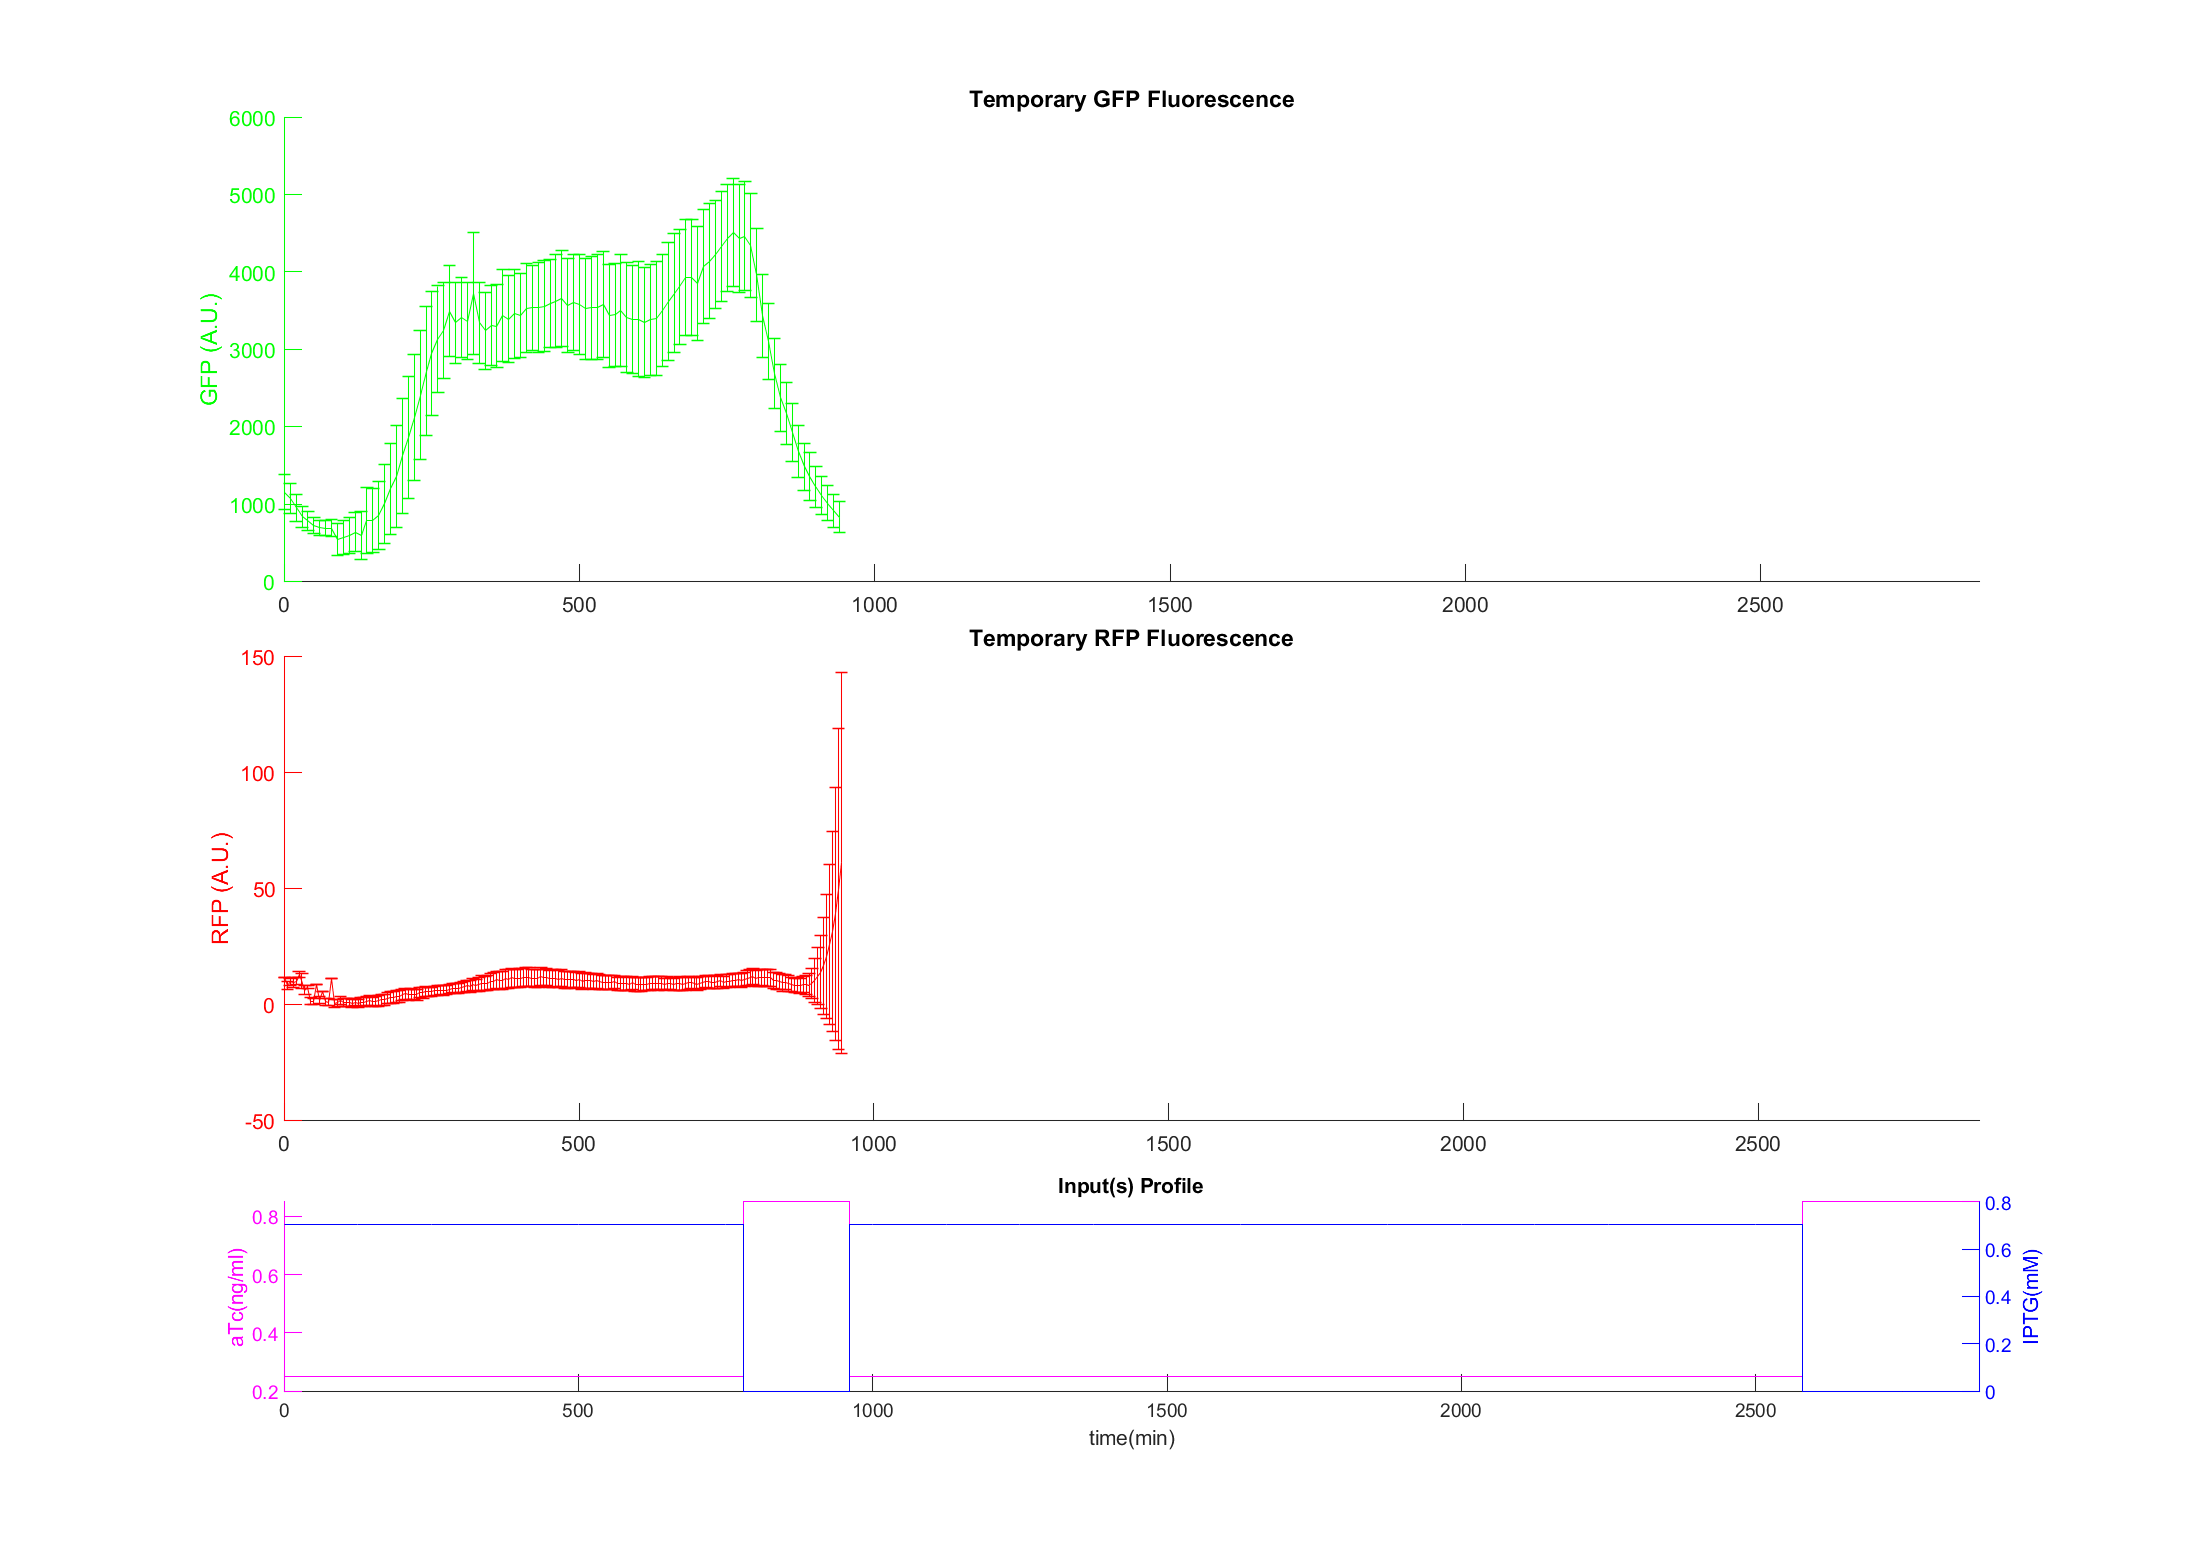 Temporary GFP Fluorescence
6000
5000
4000
3000
2000
1000
0
GFP (A.U.)
0 500 1000 1500 2000 2500
Temporary RFP Fluorescence
150
100
50
0
-50
RFP (A.U.)
0 500 1000 1500 2000 2500
Input(s) Profile
0.8
0.6
0.4
0.2
aTc(ng/ml)
0.8
0.6
0.4
0.2
0
IPTG(mM)
0 500 1000 1500 2000 2500
time(min)